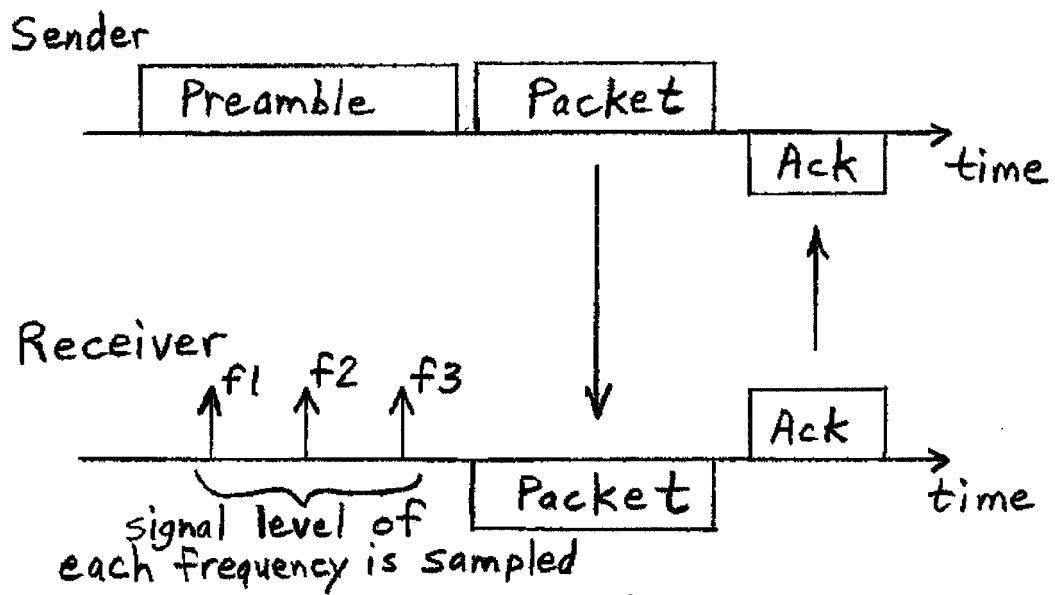 Sender
Preamble Packet
Ack
time
Receiver
f1 f2 f3
Ack
Packet
time
signal level of
each frequency is sampled